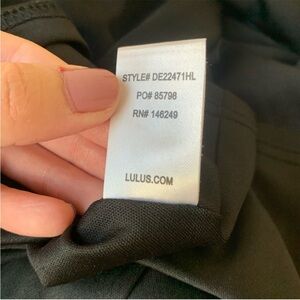 STYLE# DE22471HL
PO# 85798
RN# 146249
LULUS.COM